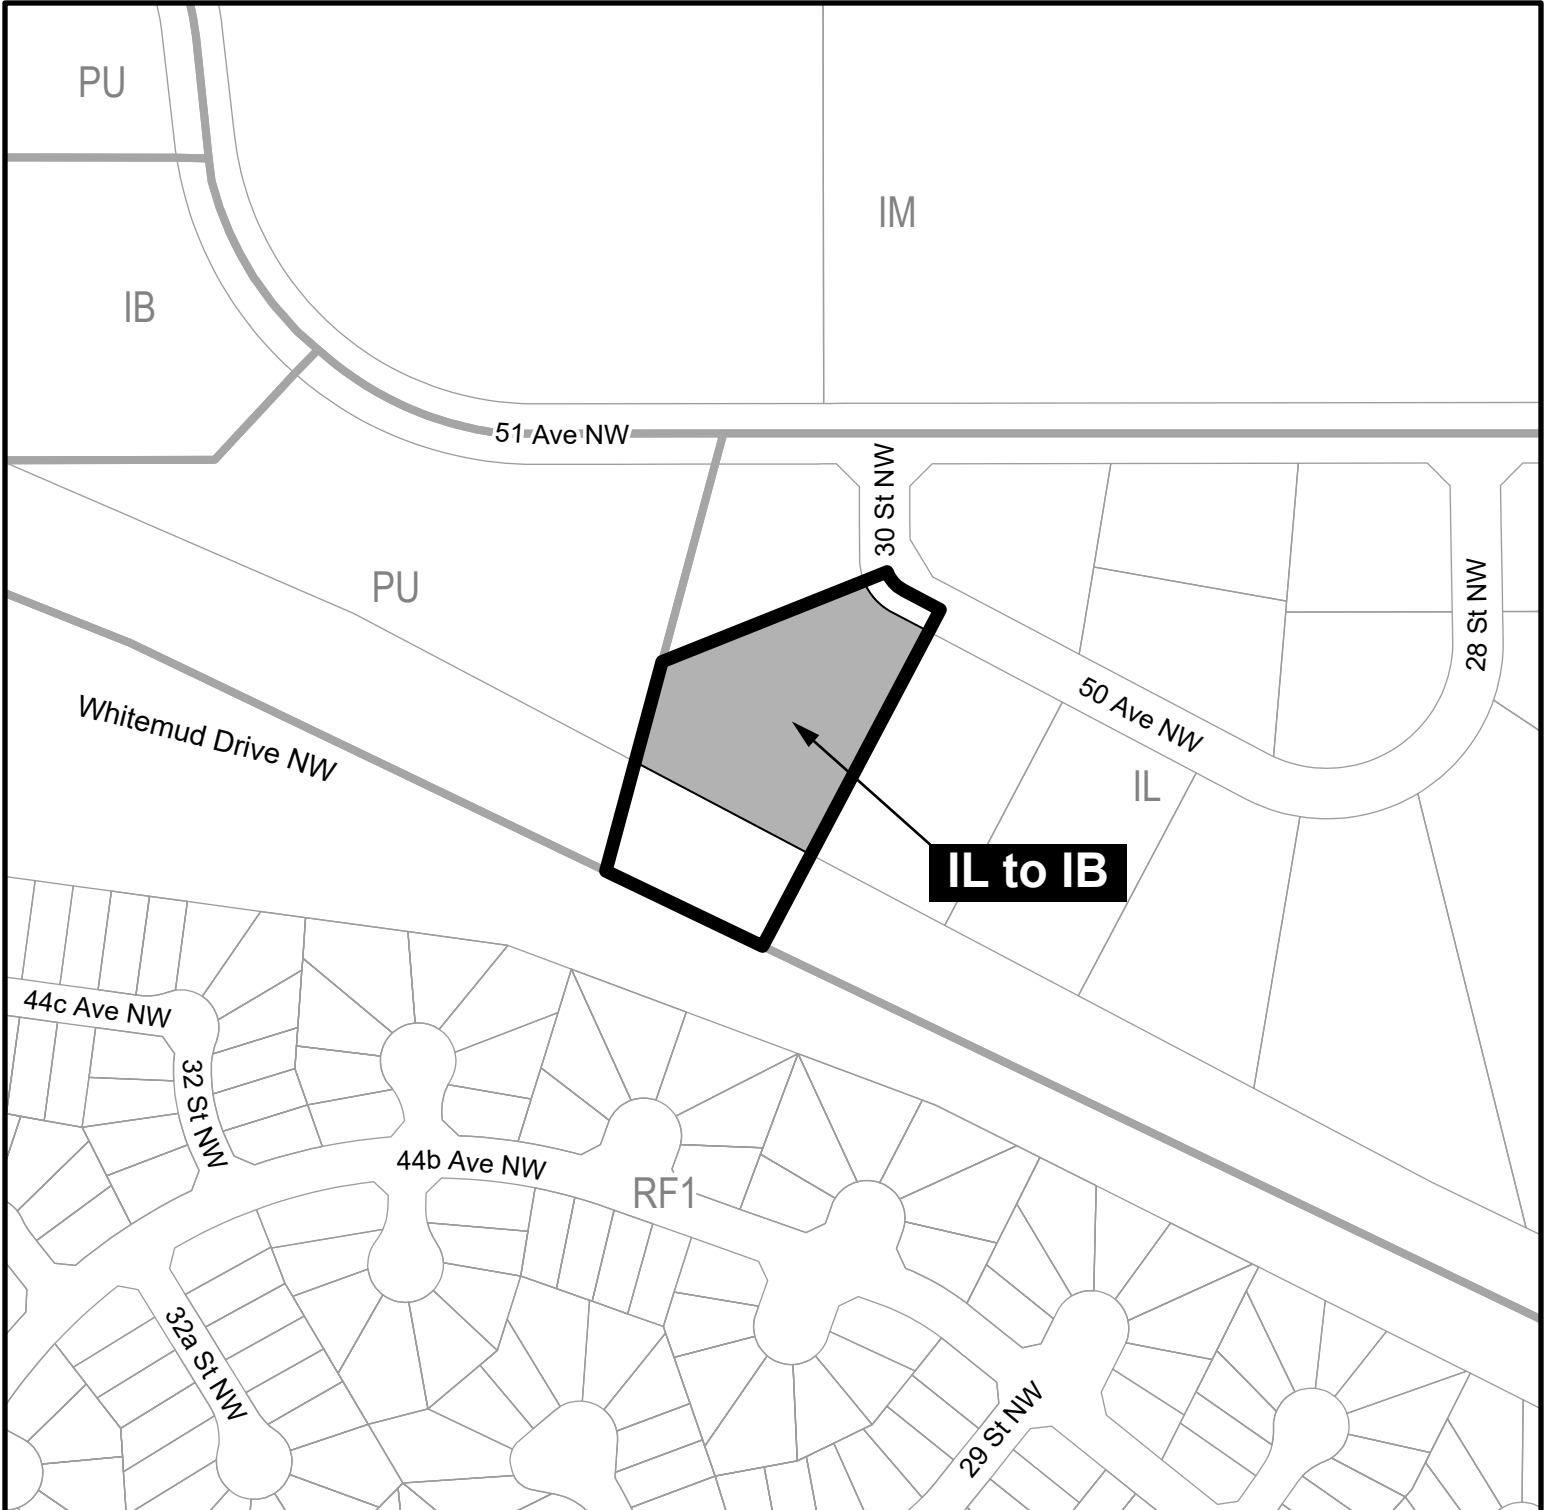 PU
IM
IB
51 Ave NW
30 St NW
PU
28 St NW
50 Ave NW
Whitemud Drive NW
IL
IL to IB
44c Ave NW
32 St NW
44b Ave NW
RF1
32a St NW
29 St NW